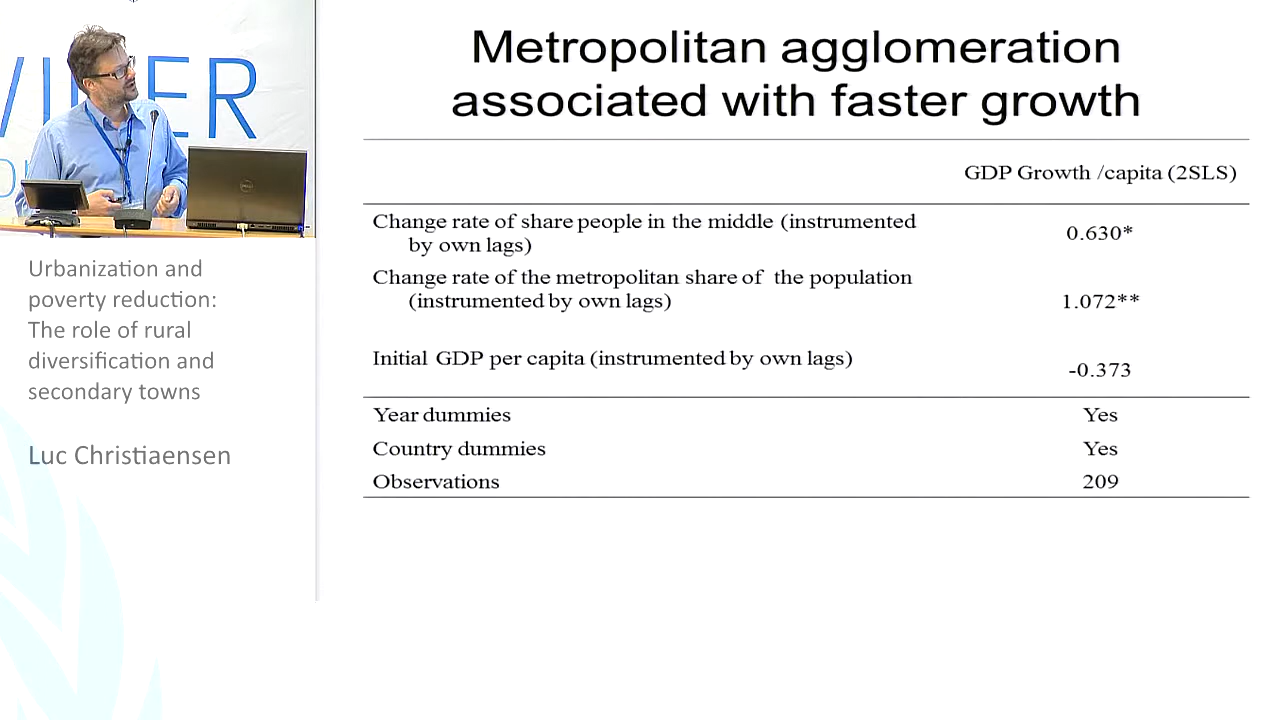 Metropolitan agglomeration
associated with faster growth
GDP Growth /capita (2SLS)
Change rate of share people in the middle (instrumented
by own lags)
0.630*
Change rate of the metropolitan share of the population
(instrumented by own lags)
1.072**
Initial GDP per capita (instrumented by own lags)
-0.373
Year dummies
Yes
Country dummies
Yes
Observations
209
Urbanization and
poverty reduction:
The role of rural
diversification and
secondary towns
Luc Christiaensen
DELL